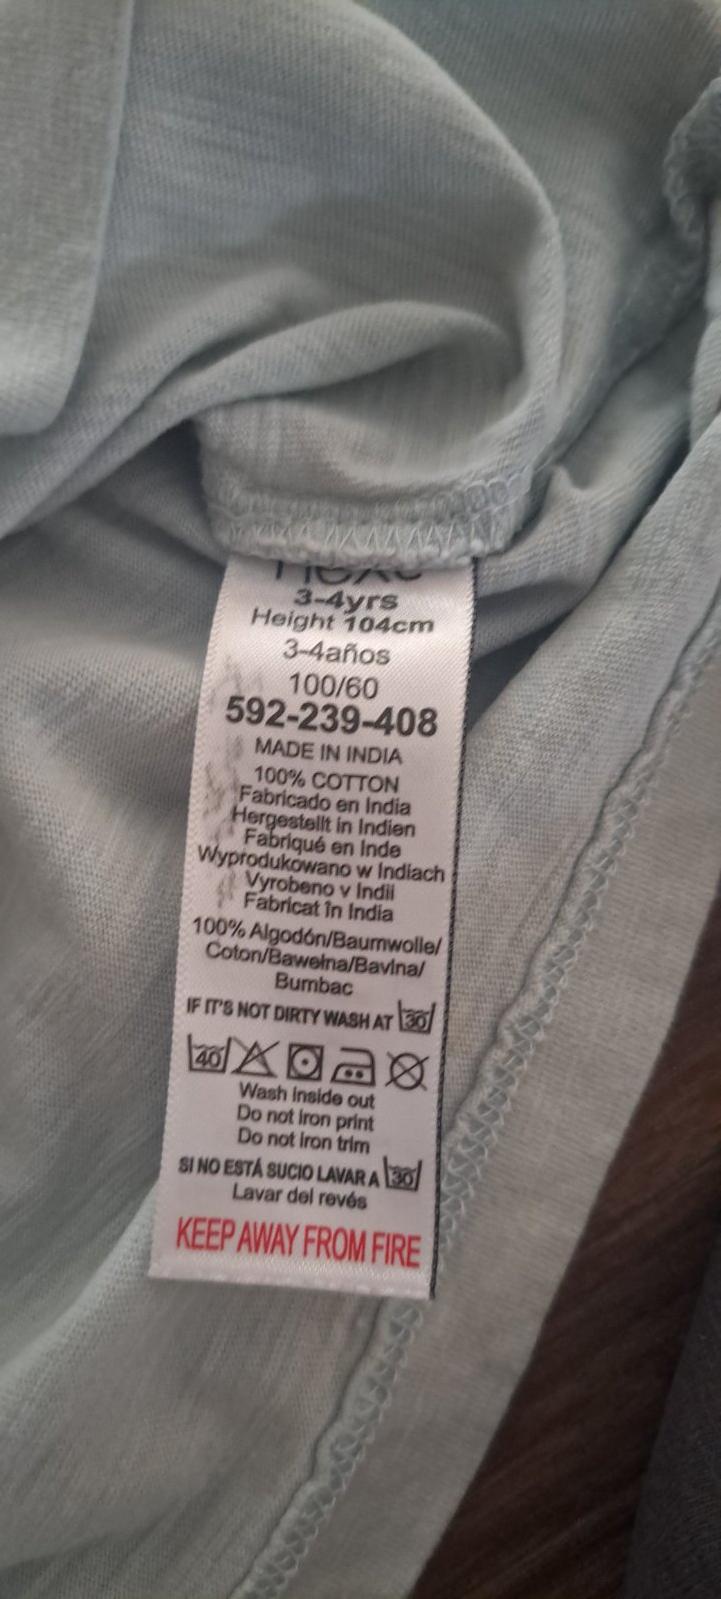 next
3-4yrs
Height 104cm
3-4años
100/60
592-239-408
MADE IN INDIA
100% COTTON
Fabricado en India
Hergestellt in Indien
Fabriqué en Inde
Wyprodukowano w Indiach
Vyrobeno v Indii
Fabricat în India
100% Algodón/Baumwolle/
Coton/Bawełna/Bavlna/
Bumbac
IF IT'S NOT DIRTY WASH AT 30
40
Wash inside out
Do not iron print
Do not iron trim
SI NO ESTÁ SUCIO LAVAR A 30
Lavar del revés
KEEP AWAY FROM FIRE